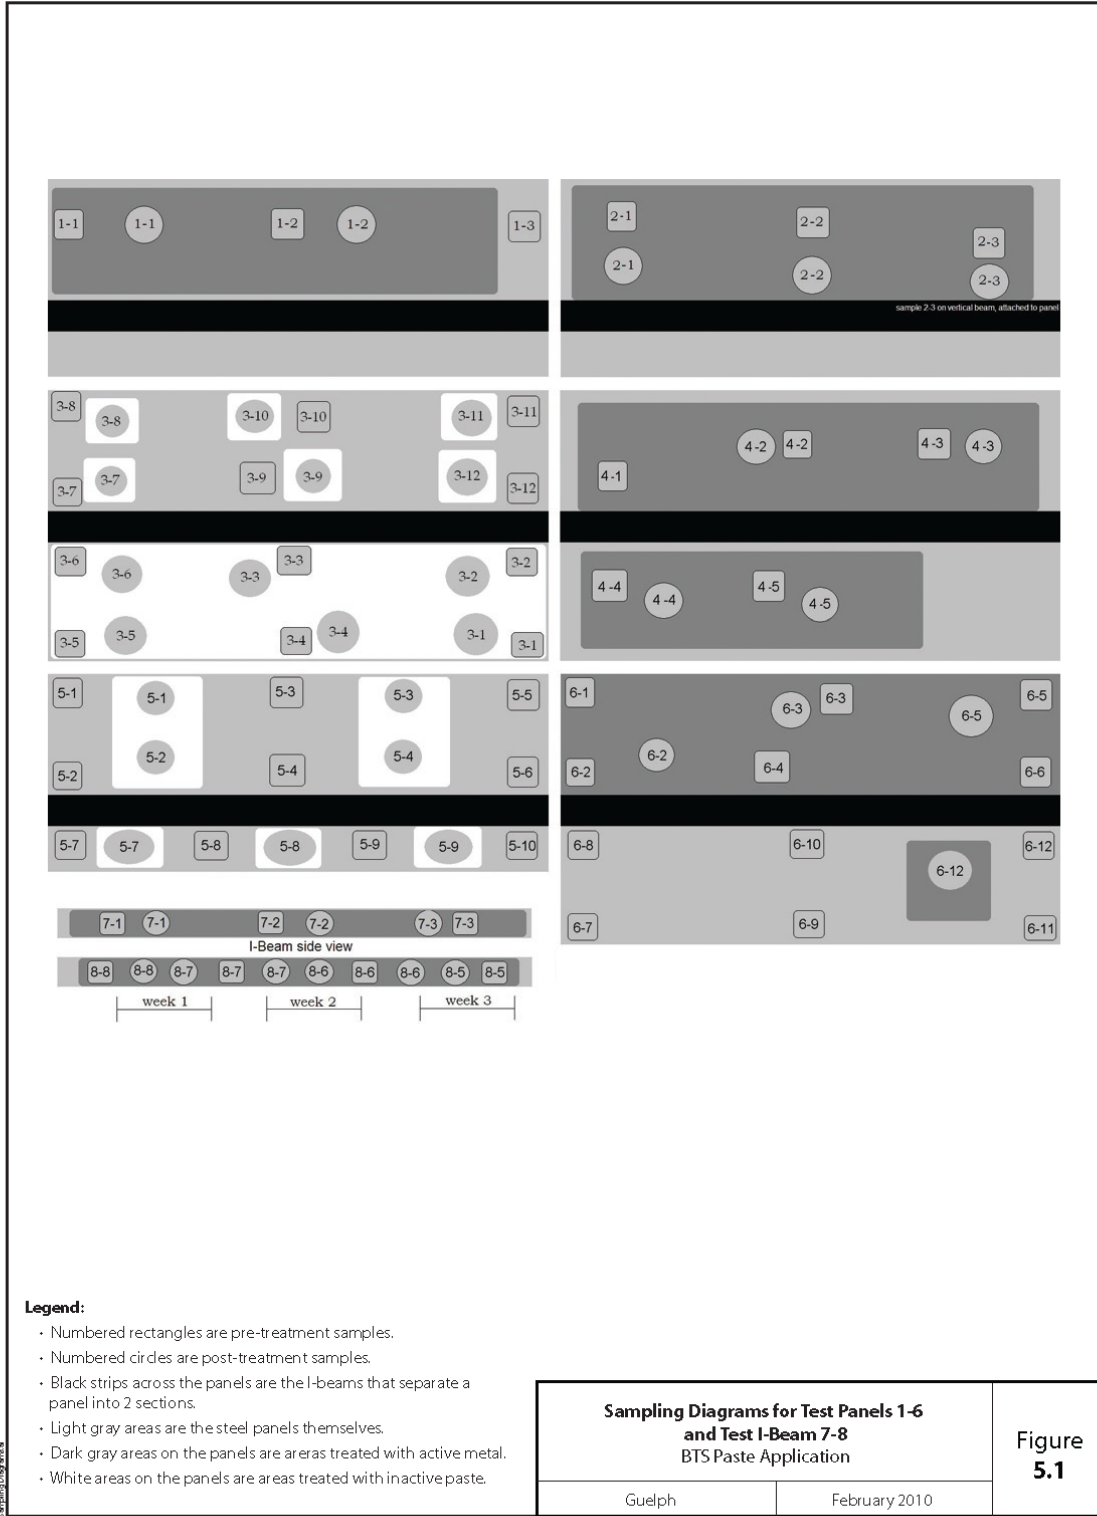 1-1 1-1 1-2 1-2 1-3
2-1 2-2 2-3
2-1 2-2 2-3
sample 2-3 on vertical beam, attached to panel
3-8 3-8 3-10 3-10 3-11 3-11
3-7 3-7 3-9 3-9 3-12 3-12
3-6 3-6 3-3 3-3 3-2 3-2
3-5 3-5 3-4 3-4 3-1 3-1
4-2 4-2 4-3 4-3
4-1
4-4 4-4 4-5 4-5
5-1 5-1 5-3 5-3 5-5
5-2 5-2 5-4 5-4 5-6
5-7 5-7 5-8 5-8 5-9 5-9 5-10
6-1 6-3 6-3 6-5 6-5
6-2 6-2 6-4 6-6
6-8 6-10 6-12 6-12
6-7 6-9 6-11
7-1 7-1 7-2 7-2 7-3 7-3
I-Beam side view
8-8 8-8 8-7 8-7 8-7 8-6 8-6 8-6 8-5 8-5
week 1 week 2 week 3
Legend:
• Numbered rectangles are pre-treatment samples.
• Numbered circles are post-treatment samples.
• Black strips across the panels are the I-beams that separate a
panel into 2 sections.
• Light gray areas are the steel panels themselves.
• Dark gray areas on the panels are areras treated with active metal.
• White areas on the panels are areas treated with inactive paste.
Sampling Diagrams for Test Panels 1-6
and Test I-Beam 7-8
BTS Paste Application
Guelph
February 2010
Figure
5.1